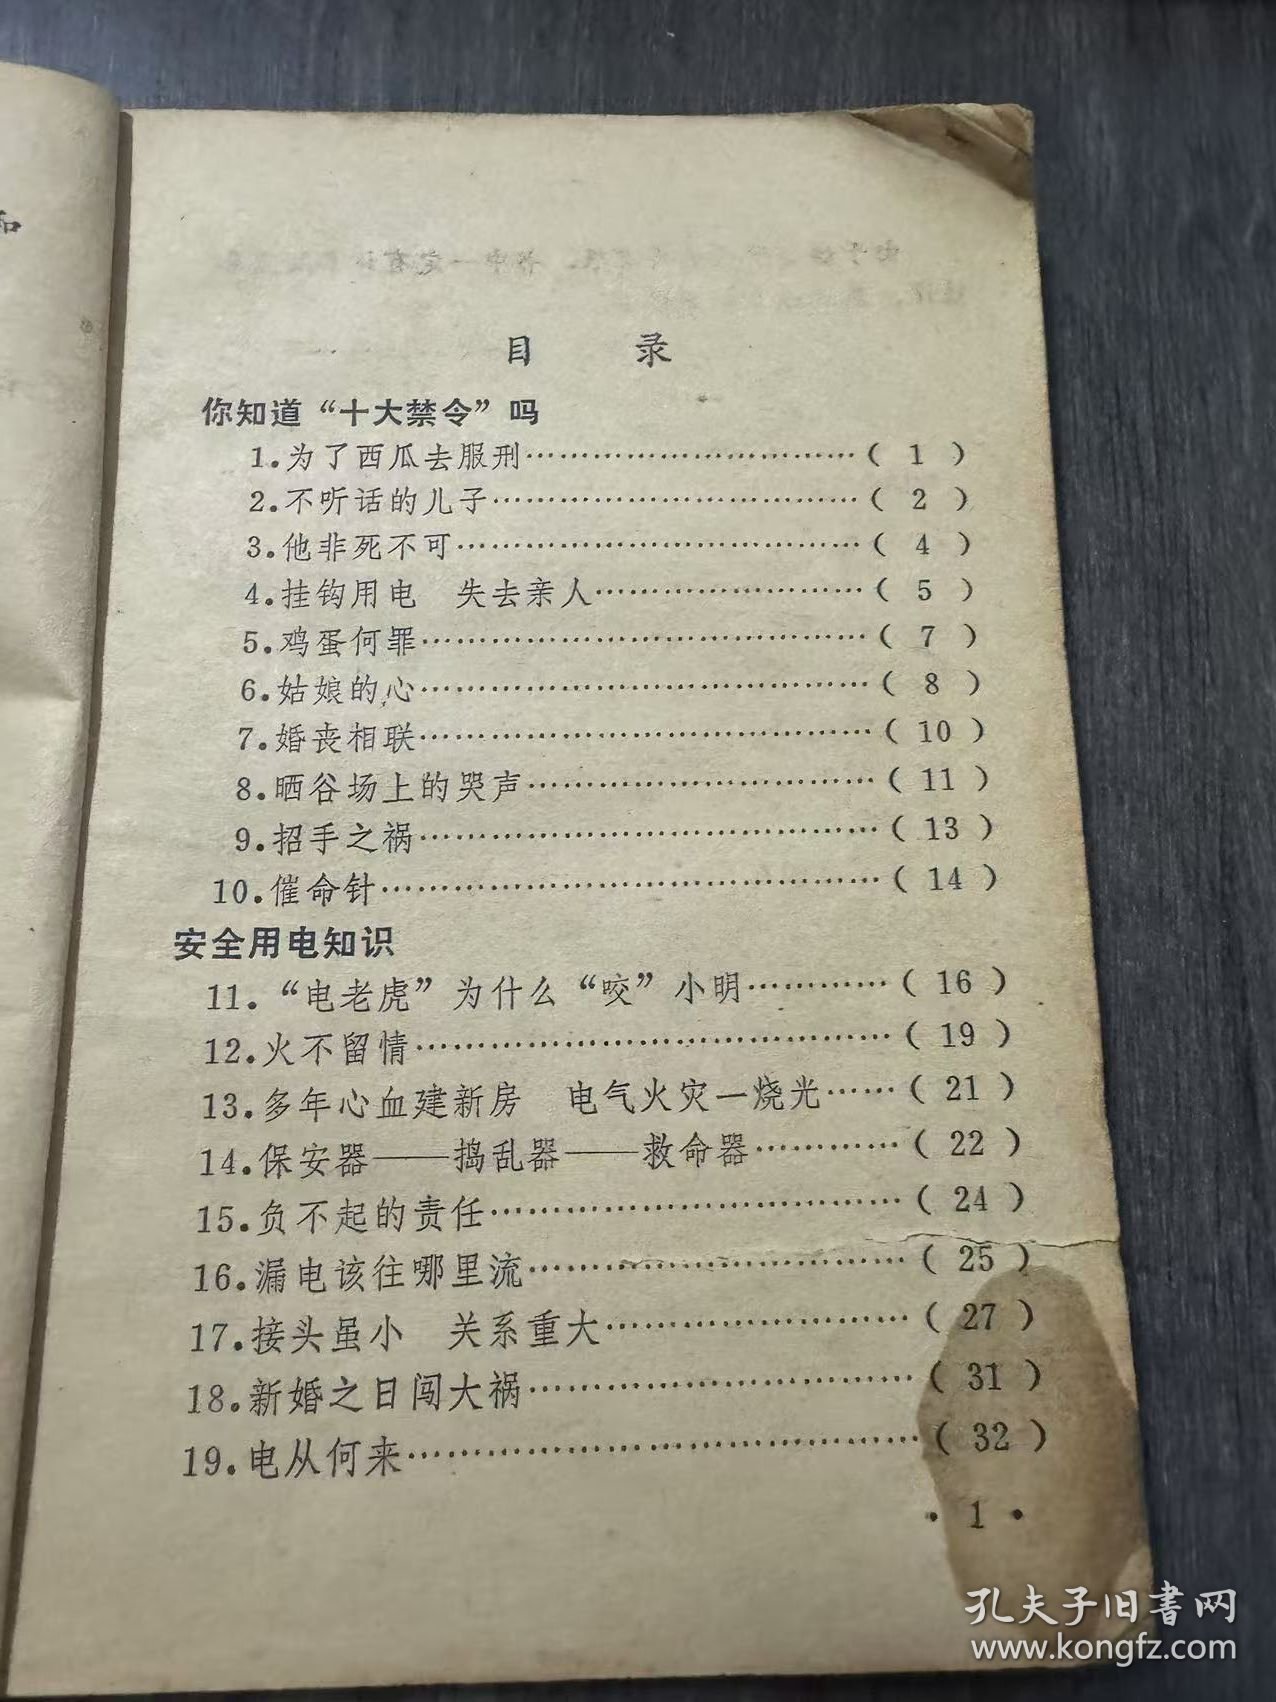 和
目 录
你知道“十大禁令”吗
1.为了西瓜去服刑……………………………( 1 )
2.不听话的儿子………………………………( 2 )
3.他非死不可…………………………………( 4 )
4.挂钩用电 失去亲人………………………( 5 )
5.鸡蛋何罪……………………………………( 7 )
6.姑娘的心……………………………………( 8 )
7.婚丧相联……………………………………( 10 )
8.晒谷场上的哭声……………………………( 11 )
9.招手之祸……………………………………( 13 )
10.催命针………………………………………( 14 )
安全用电知识
11.“电老虎”为什么“咬”小明…………( 16 )
12.火不留情……………………………………( 19 )
13.多年心血建新房 电气火灾一烧光……( 21 )
14.保安器——捣乱器——救命器…………( 22 )
15.负不起的责任………………………………( 24 )
16.漏电该往哪里流……………………………( 25 )
17.接头虽小 关系重大………………………( 27 )
18.新婚之日闯大祸……………………………( 31 )
19.电从何来……………………………………( 32 )
• 1 •
孔夫子旧書网
www.kongfz.com